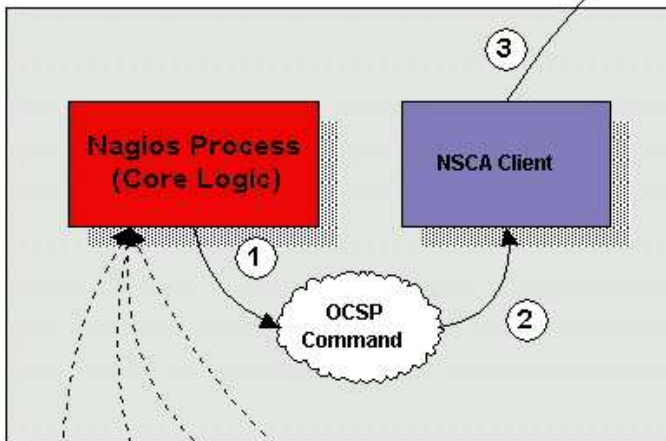 3
Nagios Process
(Core Logic)
NSCA Client
1
OCSP
Command
2